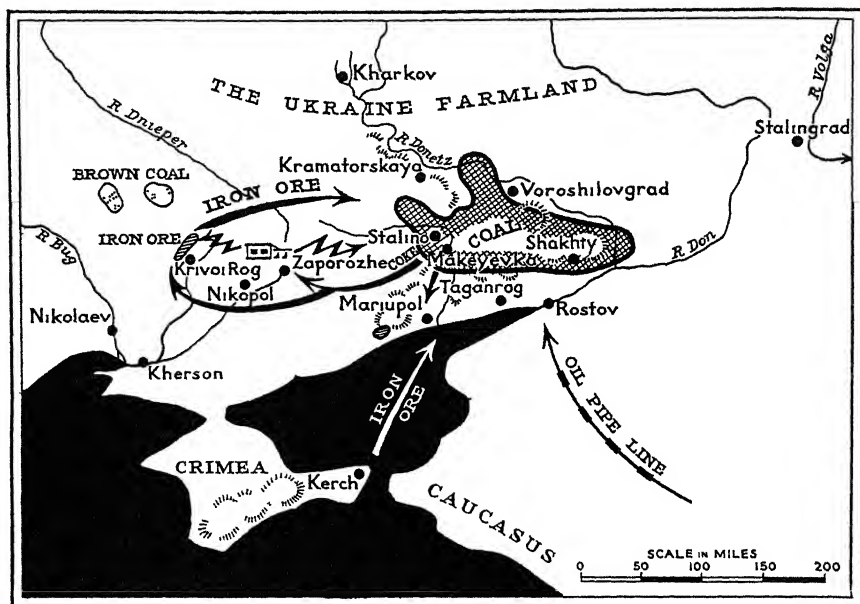 Kharkov
THE UKRAINE FARMLAND
R Volga
R Dnieper
R Donetz
Stalingrad
Kramatorskaya
BROWN COAL
IRON ORE
Voroshilovgrad
IRON ORE
R Bug
Stalino
COAL
Shakhty
R Don
Krivoi Rog
Zaporozhe
COKE
Makeyevka
Nikopol
Mariupol
Taganrog
Rostov
Nikolaev
Kherson
IRON ORE
OIL PIPE LINE
CRIMEA
Kerch
CAUCASUS
SCALE IN MILES
0 50 100 150 200